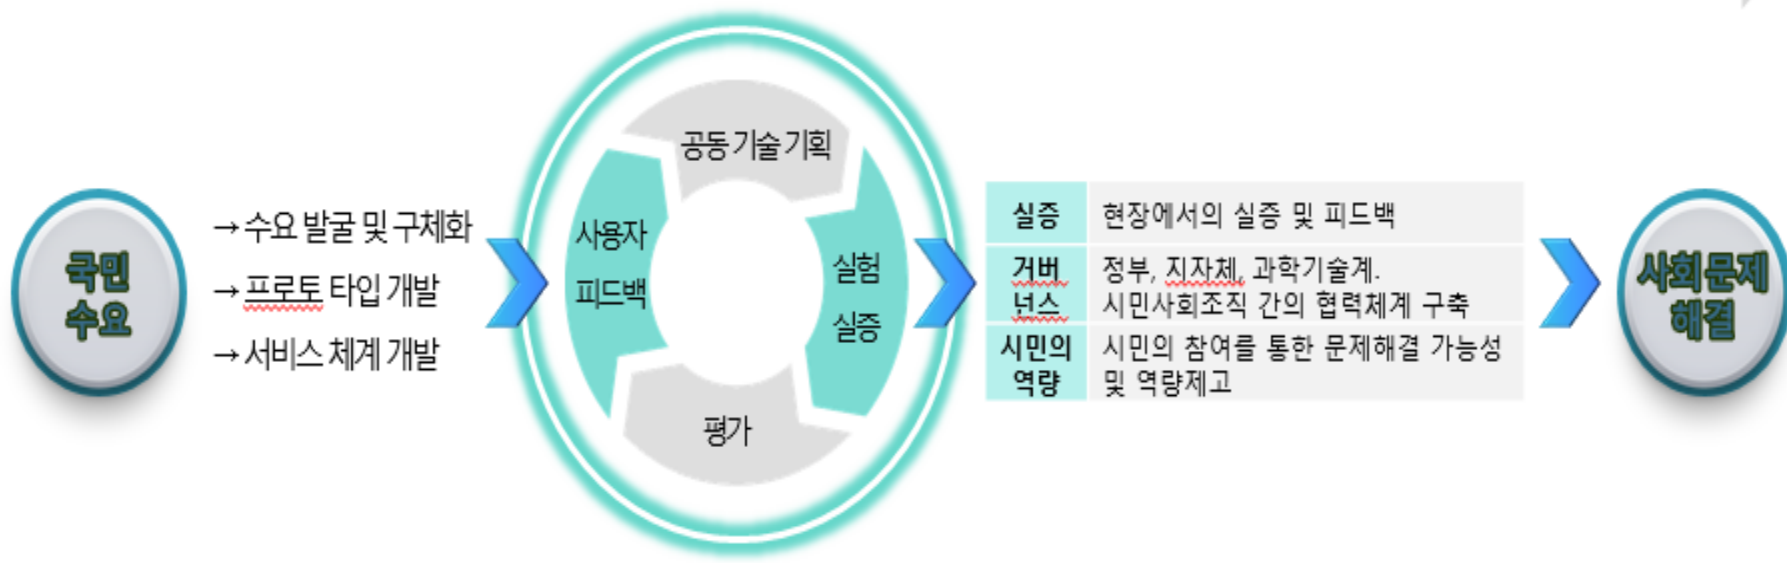 국민
수요
→수요 발굴 및 구체화
→프로토 타입 개발
→서비스 체계 개발
공동 기술 기획
사용자
피드백
실험
실증
평가
실증
현장에서의 실증 및 피드백
거버
넌스
정부, 지자체, 과학기술계.
시민사회조직 간의 협력체계 구축
시민의
역량
시민의 참여를 통한 문제해결 가능성
및 역량제고
사회문제
해결